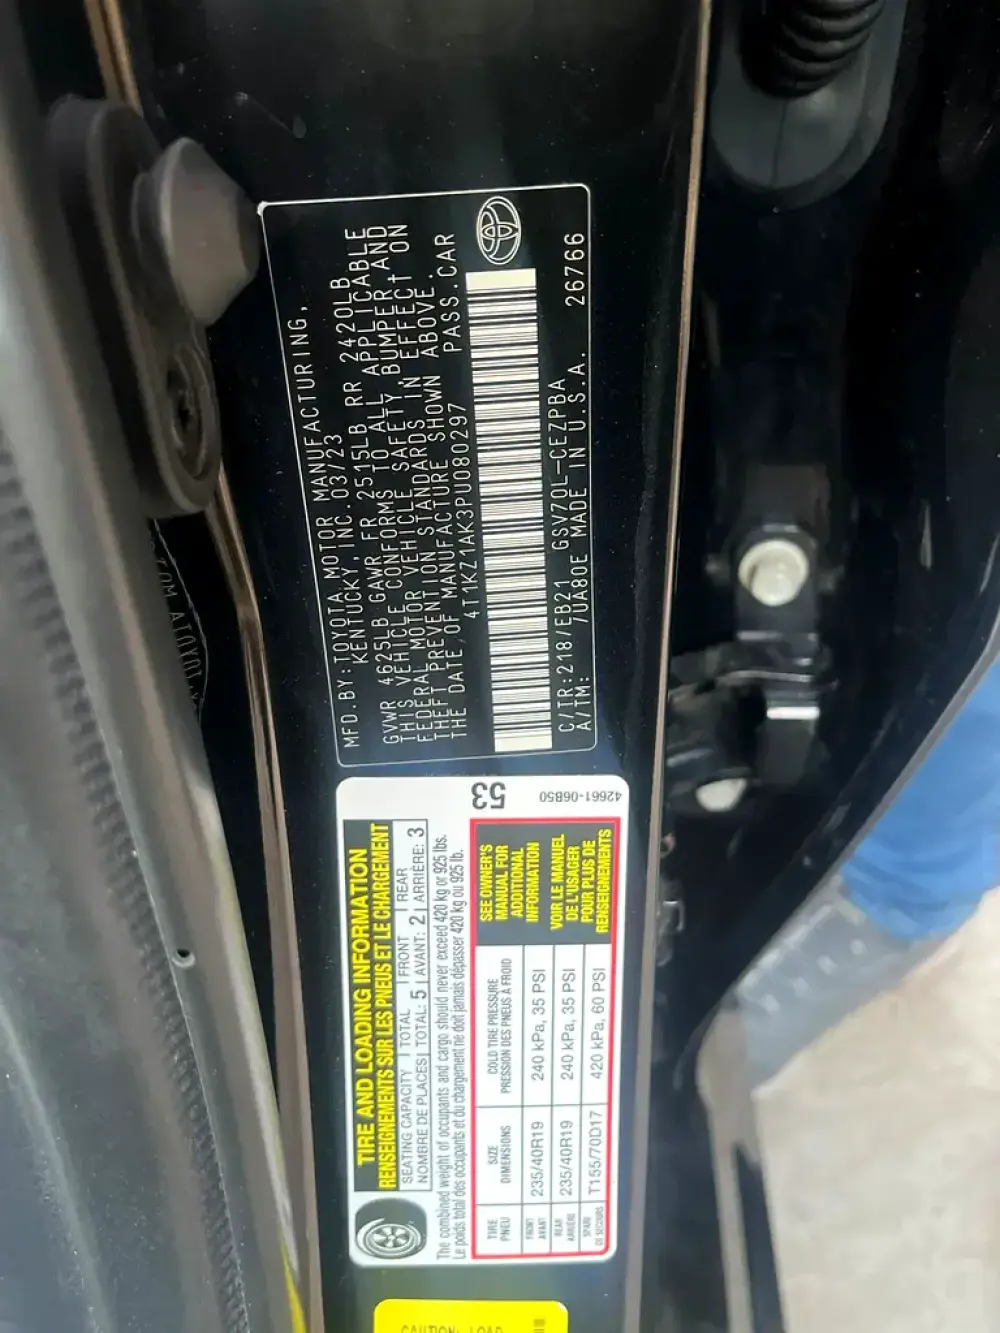 MFD.BY:TOYOTA MOTOR MANUFACTURING,
KENTUCKY, INC.03/23
GVWR 4625LB GAWR FR 2515LB RR 2420LB
THIS VEHICLE CONFORMS TO ALL APPLICABLE
FEDERAL MOTOR VEHICLE SAFETY, BUMPER, AND
THEFT PREVENTION STANDARDS IN EFFECT ON
THE DATE OF MANUFACTURE SHOWN ABOVE.
4T1KZ1AK3PU080297 PASS.CAR
C/TR:218/EB21 GSV70L-CEZPBA
A/TM: /UA80E MADE IN U.S.A. 26766
TIRE AND LOADING INFORMATION
RENSEIGNEMENTS SUR LES PNEUS ET LE CHARGEMENT
SEATING CAPACITY TOTAL FRONT REAR
NOMBRE DE PLACES TOTAL: 5 AVANT: 2 ARRIÈRE: 3
The combined weight of occupants and cargo should never exceed 420 kg or 925 lbs.
Le poids total des occupants et du chargement ne doit jamais dépasser 420 kg ou 925 lb.
53
42661-06B50
TIRE
PNEU
SIZE
DIMENSIONS
COLD TIRE PRESSURE
PRESSION DES PNEUS À FROID
FRONT
AVANT
235/40R19
240 kPa, 35 PSI
REAR
ARRIÈRE
235/40R19
240 kPa, 35 PSI
SPARE
DE SECOURS
T155/70D17
420 kPa, 60 PSI
SEE OWNER'S
MANUAL FOR
ADDITIONAL
INFORMATION
VOIR LE MANUEL
DE L'USAGER
POUR PLUS DE
RENSEIGNEMENTS
CAUTION: LOAD